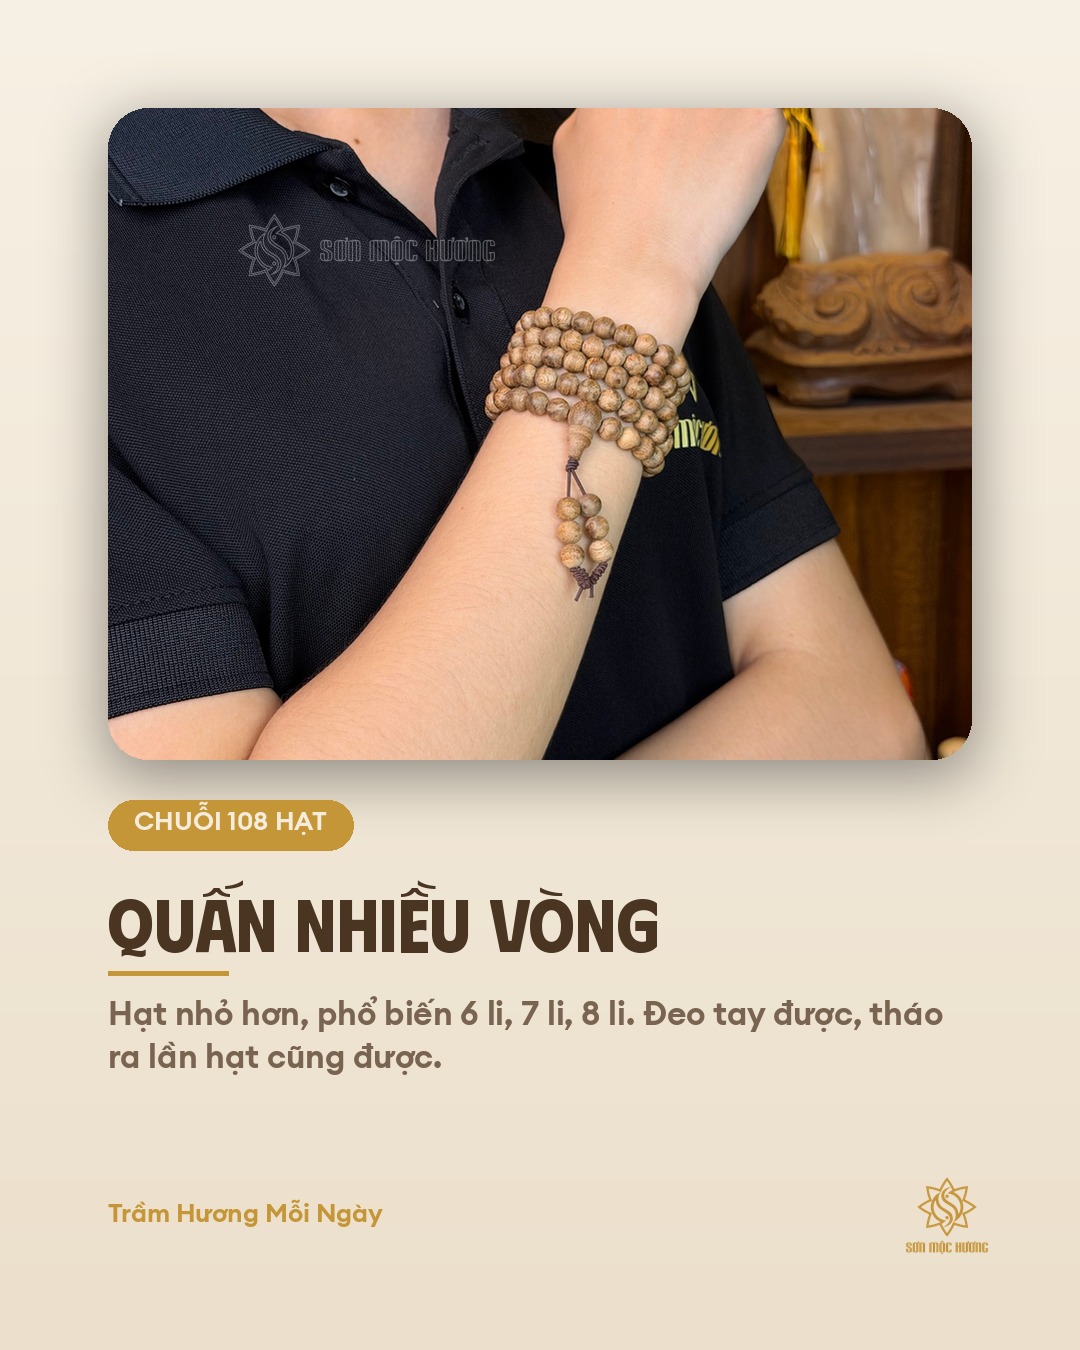 SƠN MỘC HƯƠNG
CHUỖI 108 HẠT
QUẤN NHIỀU VÒNG
Hạt nhỏ hơn, phổ biến 6 li, 7 li, 8 li. Đeo tay được, tháo
ra lần hạt cũng được.
Trầm Hương Mỗi Ngày
SƠN MỘC HƯƠNG